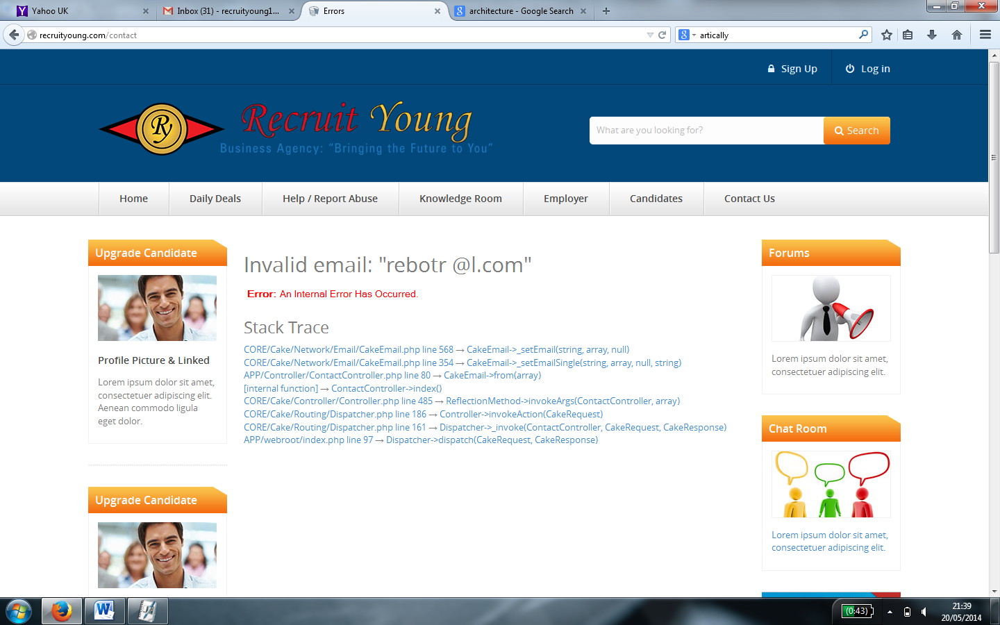 Yahoo UK
Inbox (31) - recruityoung1...
Errors
architecture - Google Search
recruityoung.com/contact
artically
Sign Up
Log in
Ry
Recruit Young
Business Agency: “Bringing the Future to You”
What are you looking for?
Search
Home
Daily Deals
Help / Report Abuse
Knowledge Room
Employer
Candidates
Contact Us
Upgrade Candidate
Profile Picture & Linked
Lorem ipsum dolor sit amet,
consectetuer adipiscing elit.
Aenean commodo ligula
eget dolor.
Upgrade Candidate
Invalid email: "rebotr @l.com"
Error: An Internal Error Has Occurred.
Stack Trace
CORE/Cake/Network/Email/CakeEmail.php line 568 → CakeEmail->_setEmail(string, array, null)
CORE/Cake/Network/Email/CakeEmail.php line 354 → CakeEmail->_setEmailSingle(string, array, null, string)
APP/Controller/ContactController.php line 80 → CakeEmail->from(array)
[internal function] → ContactController->index()
CORE/Cake/Controller/Controller.php line 485 → ReflectionMethod->invokeArgs(ContactController, array)
CORE/Cake/Routing/Dispatcher.php line 186 → Controller->invokeAction(CakeRequest)
CORE/Cake/Routing/Dispatcher.php line 161 → Dispatcher->_invoke(ContactController, CakeRequest, CakeResponse)
APP/webroot/index.php line 97 → Dispatcher->dispatch(CakeRequest, CakeResponse)
Forums
Lorem ipsum dolor sit amet,
consectetuer adipiscing elit.
Chat Room
Lorem ipsum dolor sit amet,
consectetuer adipiscing elit.
(0:43)
21:39
20/05/2014